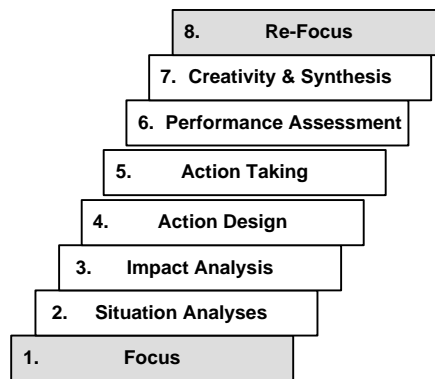 8. Re-Focus
7. Creativity & Synthesis
6. Performance Assessment
5. Action Taking
4. Action Design
3. Impact Analysis
2. Situation Analyses
1. Focus